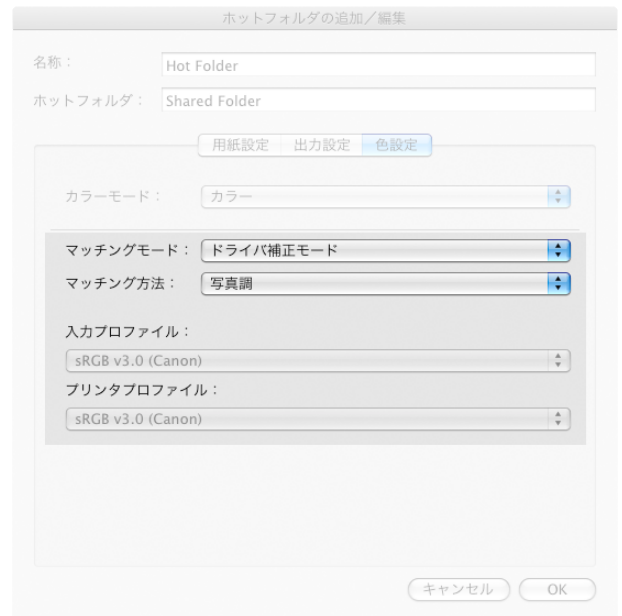 ホットフォルダの追加／編集
名称： Hot Folder
ホットフォルダ： Shared Folder
用紙設定 出力設定 色設定
カラーモード： カラー
マッチングモード： ドライバ補正モード
マッチング方法： 写真調
入力プロファイル：
sRGB v3.0 (Canon)
プリンタプロファイル：
sRGB v3.0 (Canon)
キャンセル OK